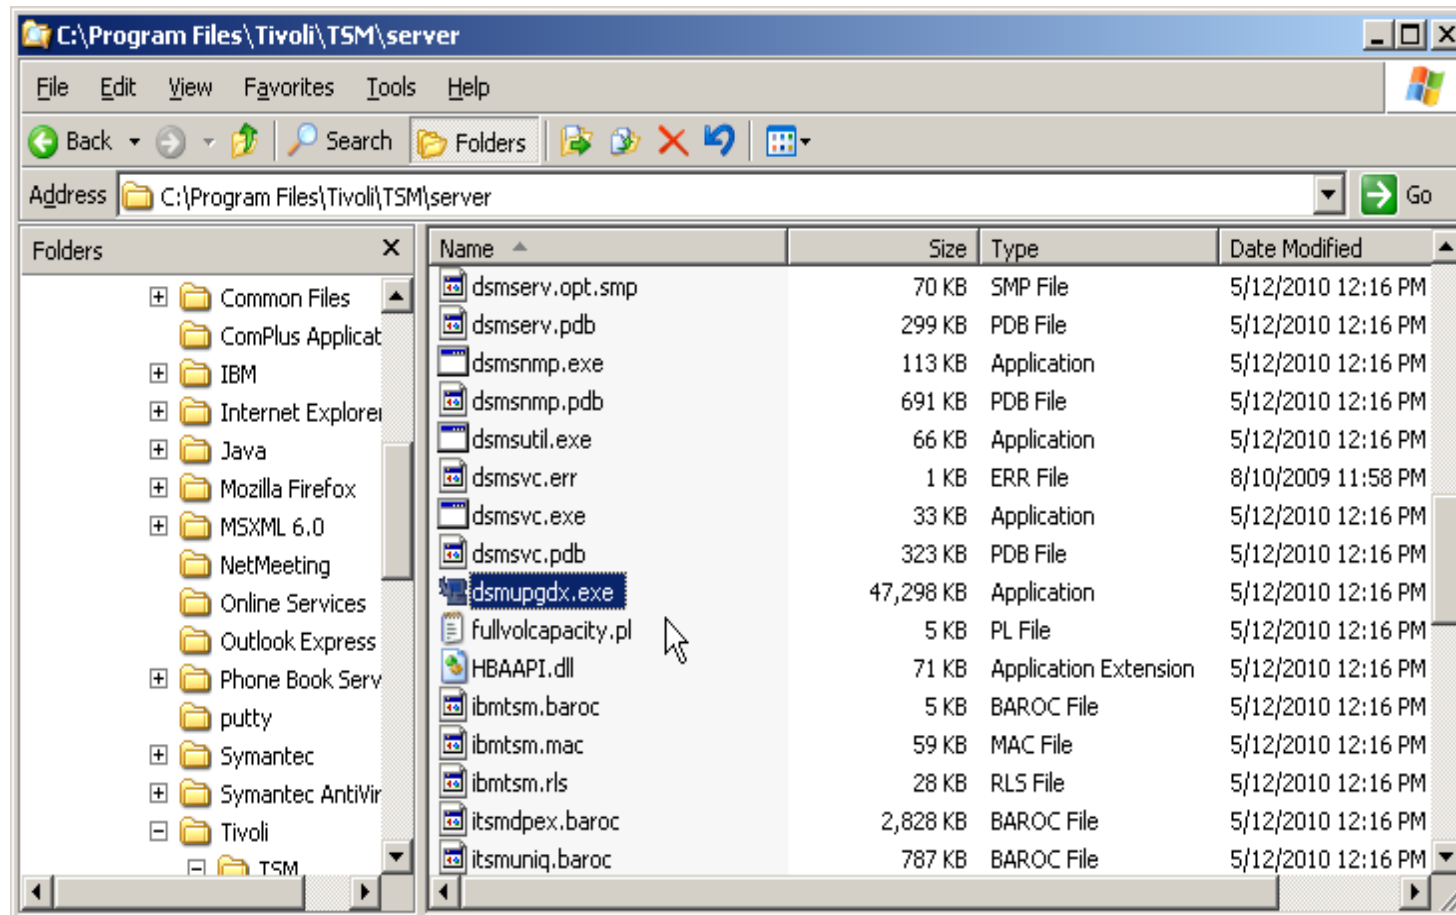 C:\Program Files\Tivoli\TSM\server
File Edit View Favorites Tools Help
Back Search Folders
Address C:\Program Files\Tivoli\TSM\server Go
Folders X Name Size Type Date Modified
Common Files
ComPlus Applicat
IBM
Internet Explorer
Java
Mozilla Firefox
MSXML 6.0
NetMeeting
Online Services
Outlook Express
Phone Book Serv
putty
Symantec
Symantec AntiVir
Tivoli
TSM
dsmserv.opt.smp 70 KB SMP File 5/12/2010 12:16 PM
dsmserv.pdb 299 KB PDB File 5/12/2010 12:16 PM
dsmsnmp.exe 113 KB Application 5/12/2010 12:16 PM
dsmsnmp.pdb 691 KB PDB File 5/12/2010 12:16 PM
dsmsutil.exe 66 KB Application 5/12/2010 12:16 PM
dsmsvc.err 1 KB ERR File 8/10/2009 11:58 PM
dsmsvc.exe 33 KB Application 5/12/2010 12:16 PM
dsmsvc.pdb 323 KB PDB File 5/12/2010 12:16 PM
dsmupgdx.exe 47,298 KB Application 5/12/2010 12:16 PM
fullvolcapacity.pl 5 KB PL File 5/12/2010 12:16 PM
HBAAPI.dll 71 KB Application Extension 5/12/2010 12:16 PM
ibmtsm.baroc 5 KB BAROC File 5/12/2010 12:16 PM
ibmtsm.mac 59 KB MAC File 5/12/2010 12:16 PM
ibmtsm.rls 28 KB RLS File 5/12/2010 12:16 PM
itsmdpex.baroc 2,828 KB BAROC File 5/12/2010 12:16 PM
itsmuniq.baroc 787 KB BAROC File 5/12/2010 12:16 PM